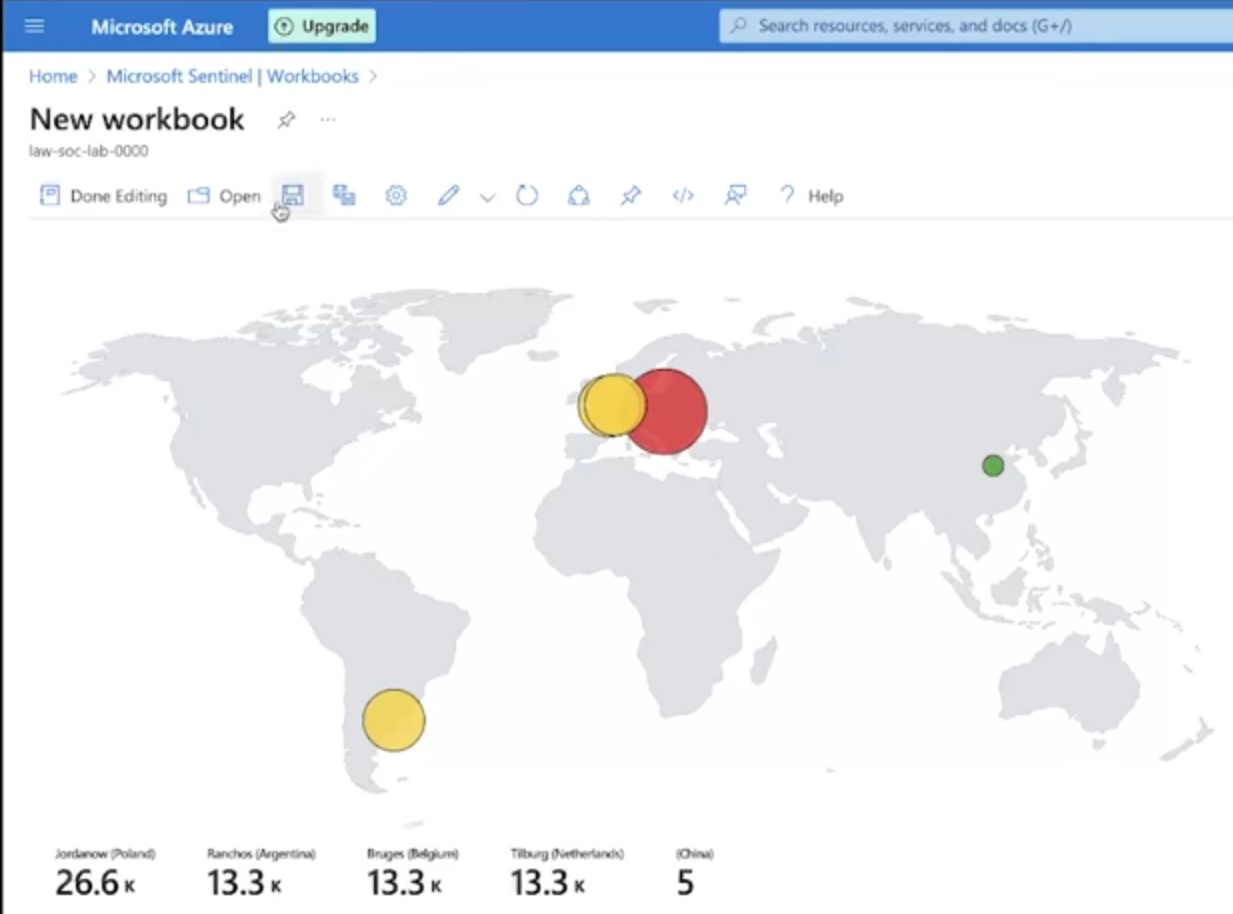 Microsoft Azure Upgrade Search resources, services, and docs (G+/)
Home > Microsoft Sentinel | Workbooks >
New workbook ...
law-soc-lab-0000
Done Editing Open </> ? Help
Jordanow (Poland) Ranchos (Argentina) Bruges (Belgium) Tilburg (Netherlands) (China)
26.6 K 13.3 K 13.3 K 13.3 K 5